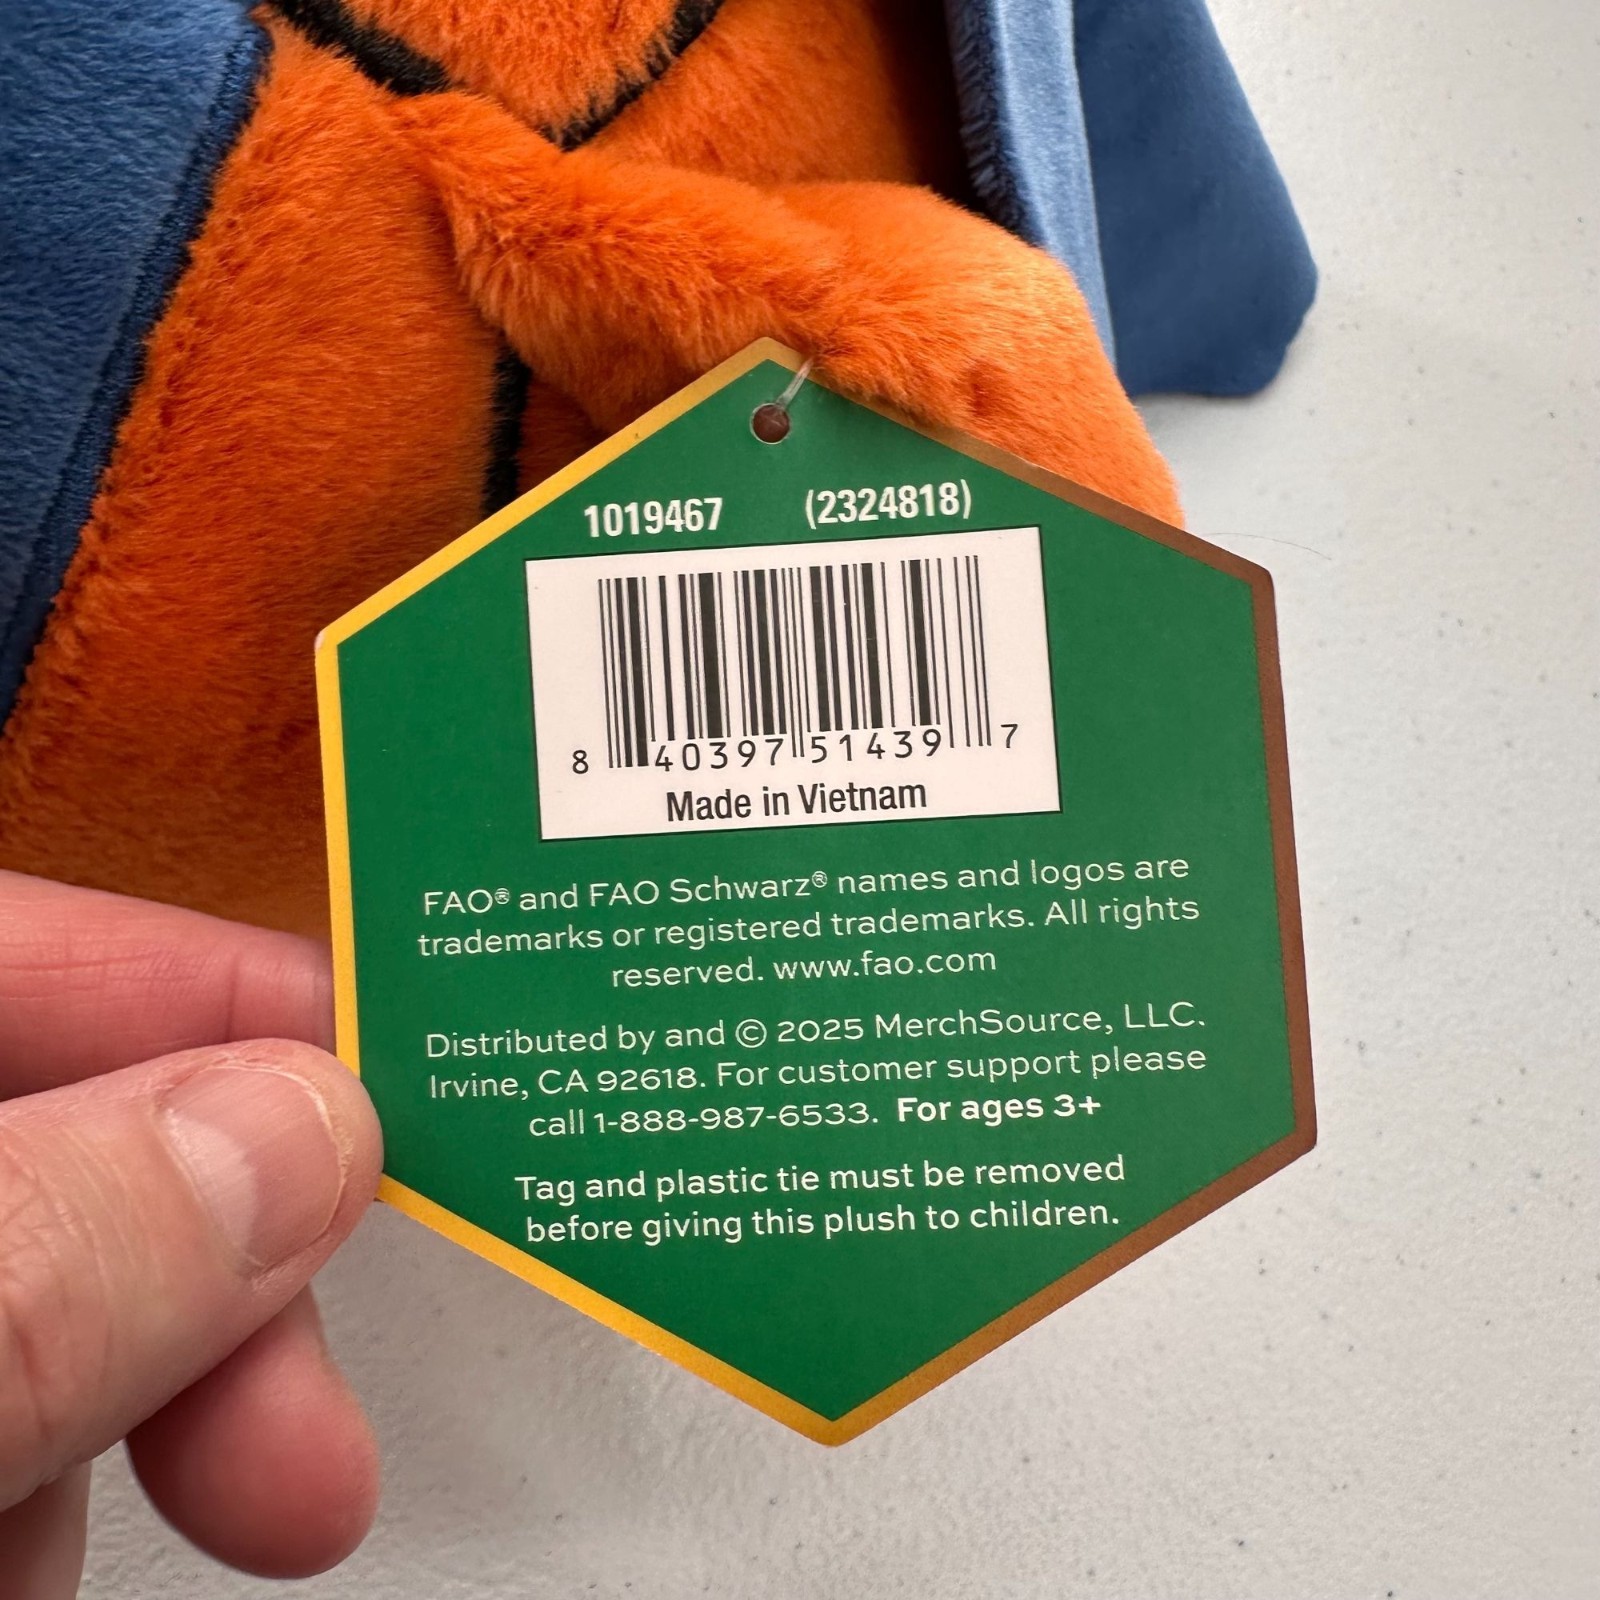 1019467 (2324818)
8 40397 51439 7
Made in Vietnam
FAO® and FAO Schwarz® names and logos are
trademarks or registered trademarks. All rights
reserved. www.fao.com
Distributed by and © 2025 MerchSource, LLC.
Irvine, CA 92618. For customer support please
call 1-888-987-6533. For ages 3+
Tag and plastic tie must be removed
before giving this plush to children.